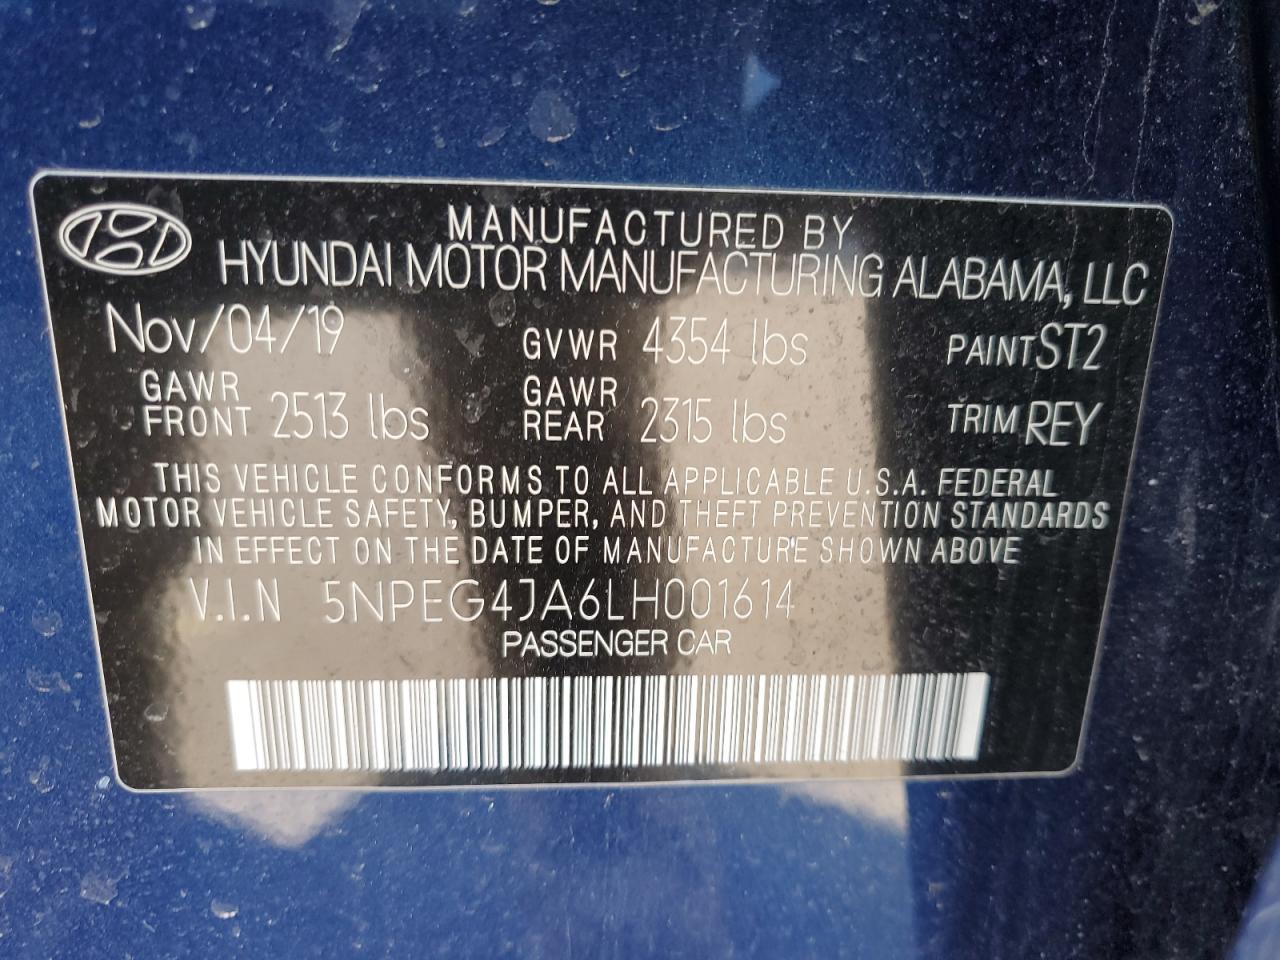 MANUFACTURED BY
HYUNDAI MOTOR MANUFACTURING ALABAMA, LLC
Nov/04/19 GVWR 4354 lbs PAINT ST2
GAWR FRONT 2513 lbs GAWR REAR 2315 lbs TRIM REY
THIS VEHICLE CONFORMS TO ALL APPLICABLE U.S.A. FEDERAL
MOTOR VEHICLE SAFETY, BUMPER, AND THEFT PREVENTION STANDARDS
IN EFFECT ON THE DATE OF MANUFACTURE SHOWN ABOVE
V.I.N 5NPEG4JA6LH001614
PASSENGER CAR